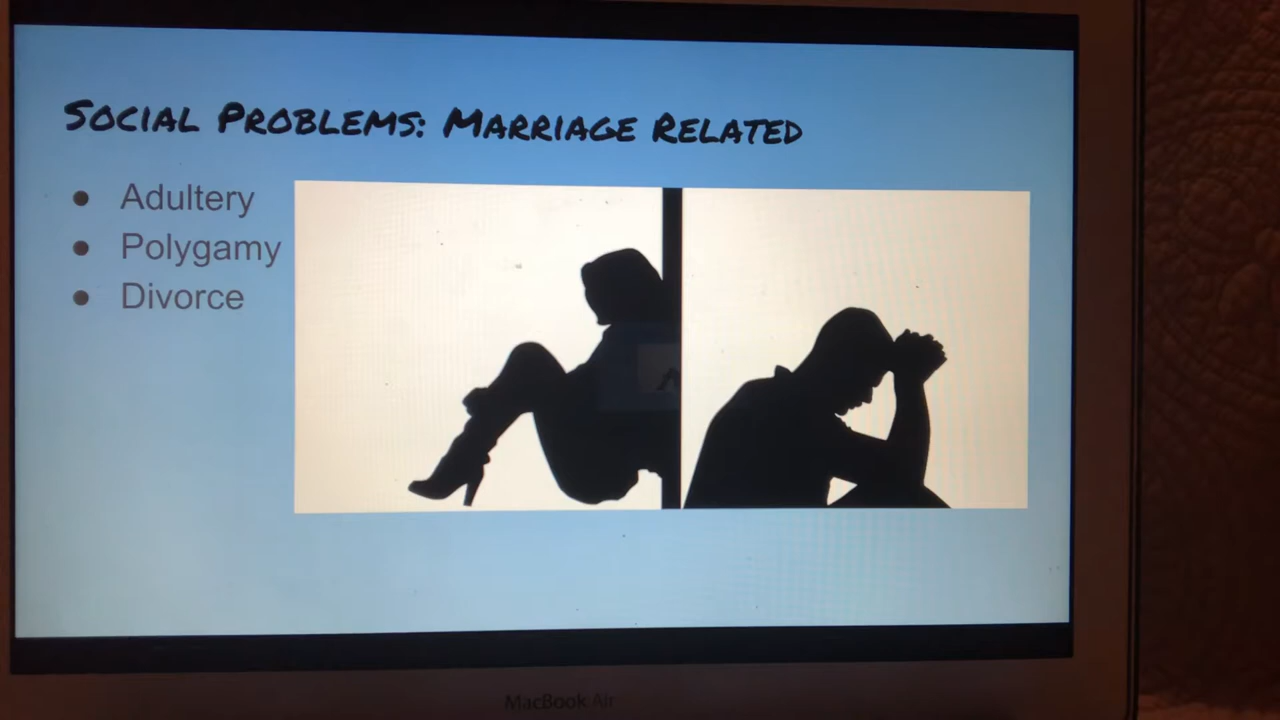 Social Problems: Marriage Related
Adultery
Polygamy
Divorce
MacBook Air